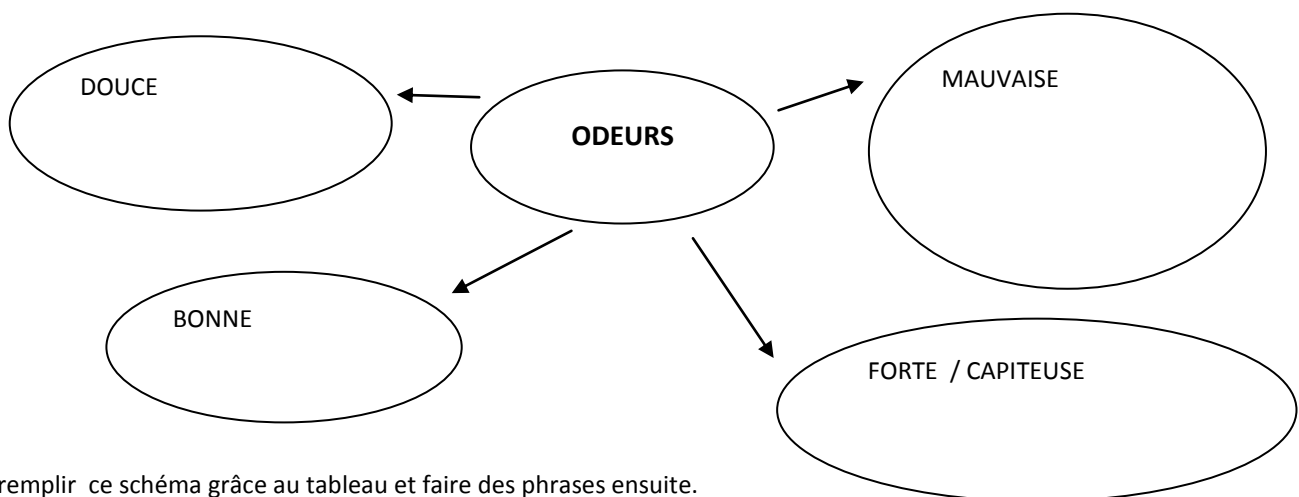 DOUCE
ODEURS
MAUVAISE
BONNE
FORTE / CAPITEUSE
remplir ce schéma grâce au tableau et faire des phrases ensuite.